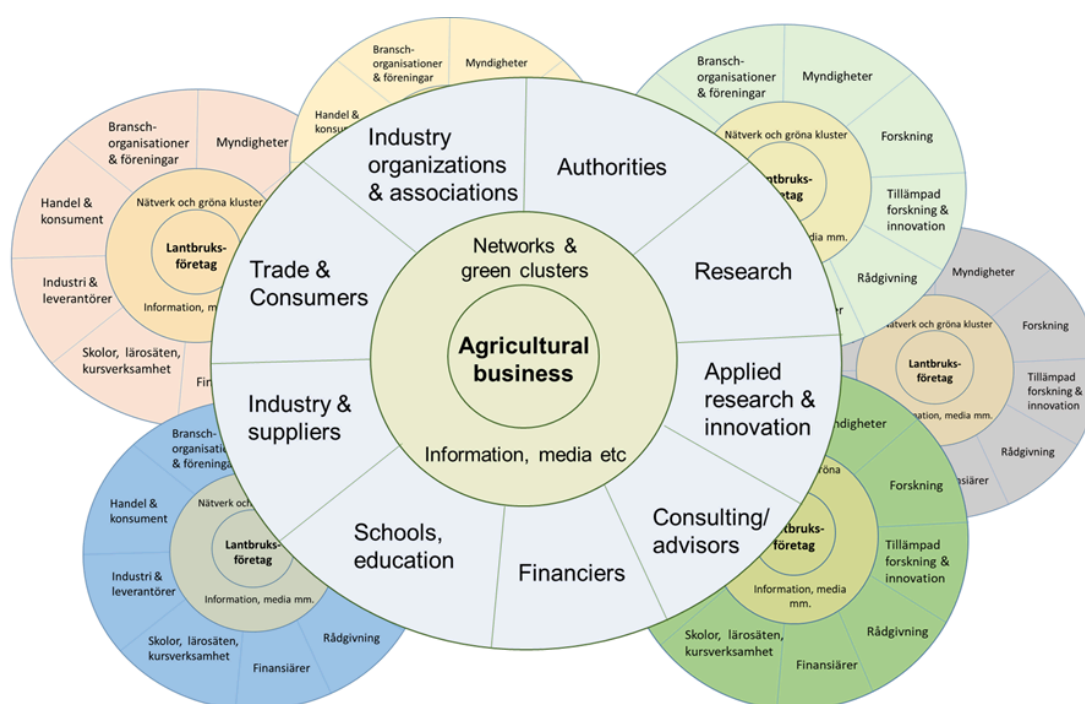 Bransch-
organisationer
& föreningar
Myndigheter
Handel &
Bransch-
organisationer
& föreningar
Myndigheter
Handel &
konsument
Nätverk och gröna kluster
Lantbruks-
företag
Industri &
leverantörer
Information,
Skolor, lärosäten,
kursverksamhet
Bransch-
organisationer
& föreningar
Myndigheter
Forskning
Nätverk och gröna kluster
företag
Tillämpad
forskning &
innovation
mm.
Rådgivning
Industry
organizations
& associations
Authorities
Research
Applied
research &
innovation
Consulting/
advisors
Financiers
Schools,
education
Industry &
suppliers
Trade &
Consumers
Networks &
green clusters
Agricultural
business
Information, media etc
Myndigheter
Forskning
och gröna kluster
Lantbruks-
företag
Tillämpad
forskning &
innovation
media mm.
Rådgivning
Bransch-
& föreningar
Handel &
konsument
Nätverk och
Lantbruks-
företag
Industri &
leverantörer
Information, media mm.
Skolor, lärosäten,
kursverksamhet
Finansiärer
Rådgivning
Forskning
företag
Tillämpad
forskning &
innovation
Information, media
mm.
Rådgivning
Skolor, lärosäten,
kursverksamhet
Finansiärer